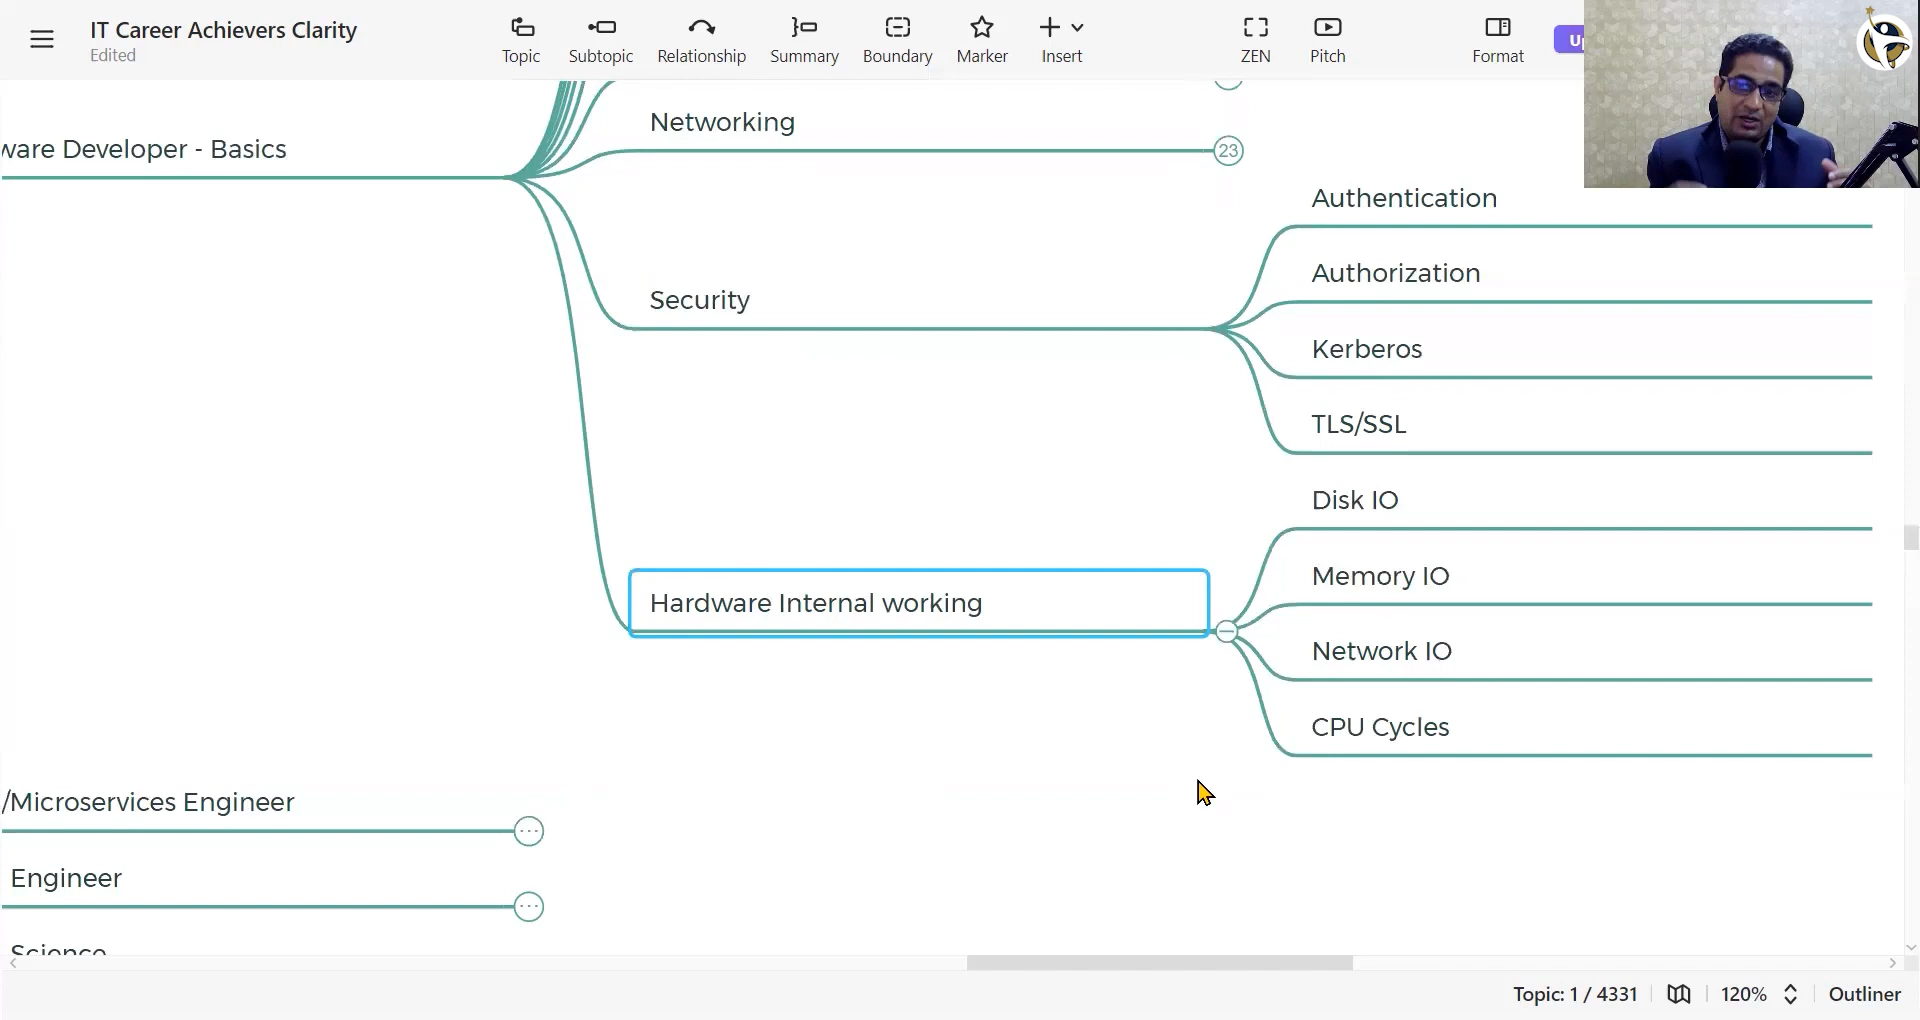 IT Career Achievers Clarity
Edited
Topic
Subtopic
Relationship
Summary
Boundary
Marker
Insert
ZEN
Pitch
Format
Networking
23
ware Developer - Basics
Authentication
Authorization
Security
Kerberos
TLS/SSL
Disk IO
Memory IO
Hardware Internal working
Network IO
CPU Cycles
/Microservices Engineer
Engineer
Science
Topic: 1 / 4331
120%
Outliner